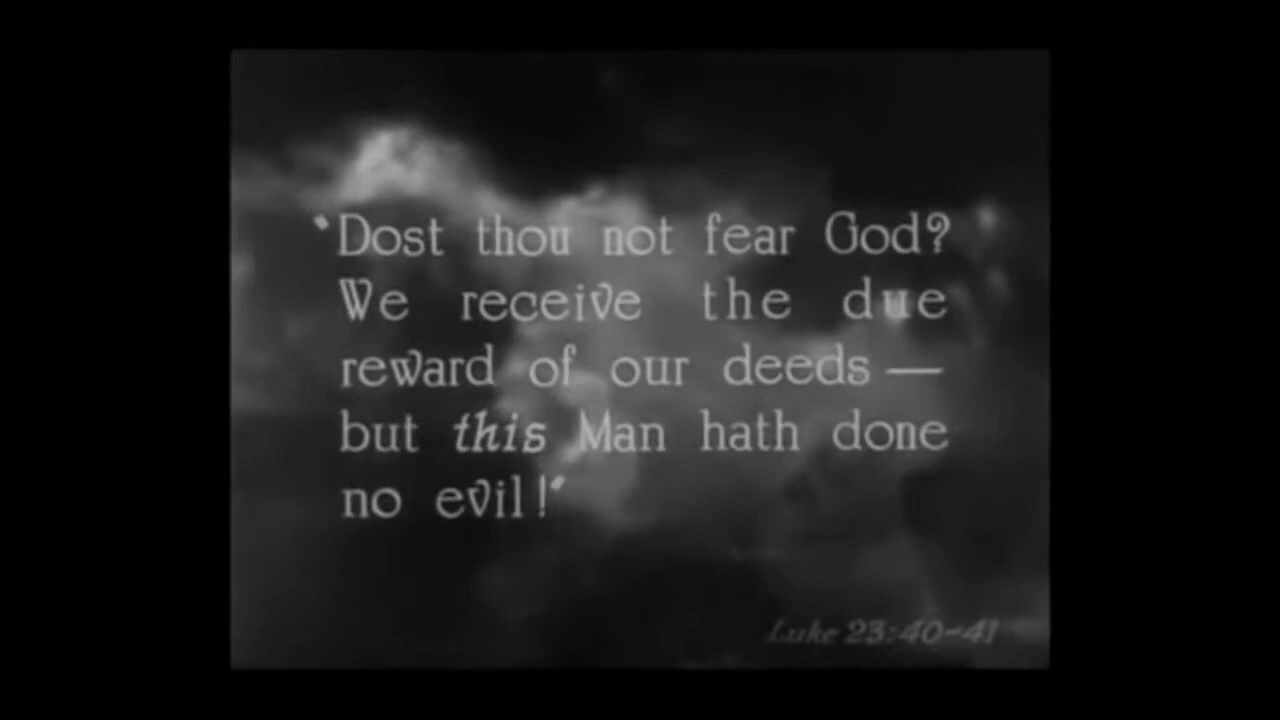 "Dost thou not fear God?
We receive the due
reward of our deeds —
but this Man hath done
no evil!"
Luke 23:40-41